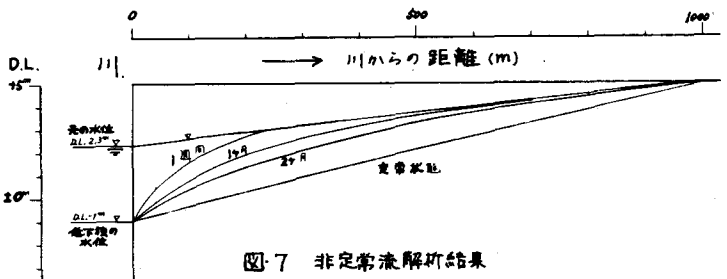 0 500 1000
→ 川からの距離 (m)
D.L. 川
+5m
元の水位
D.L. 2.3m
1週間
1ヶ月
2ヶ月
定常状態
±0m
D.L.-1m
低下後の
水位
図-7 非定常流解析結果